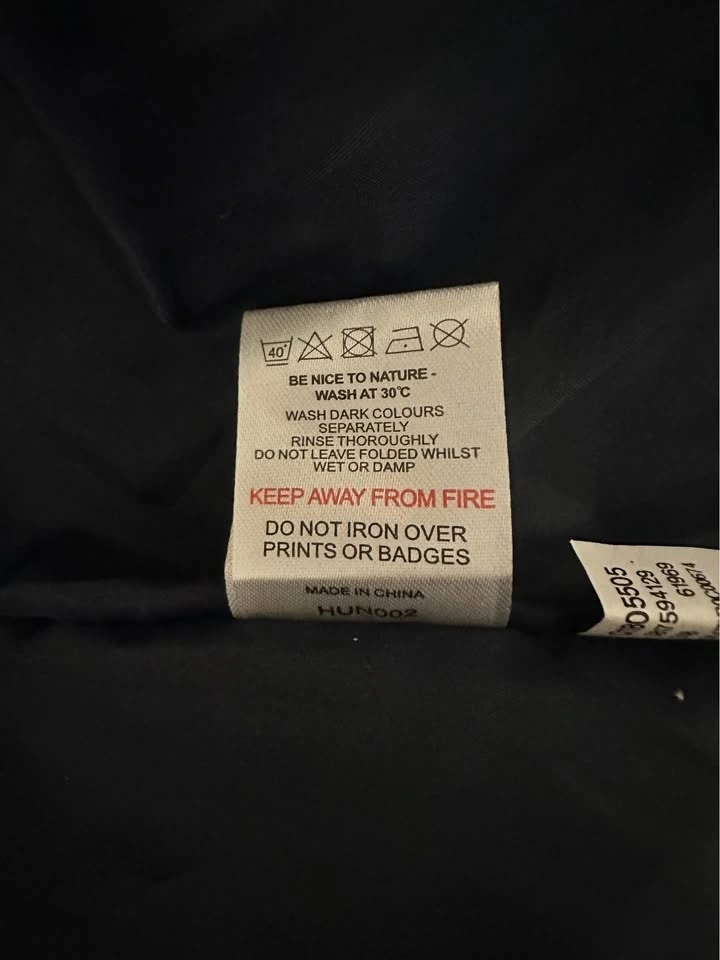 40°
BE NICE TO NATURE -
WASH AT 30°C
WASH DARK COLOURS
SEPARATELY
RINSE THOROUGHLY
DO NOT LEAVE FOLDED WHILST
WET OR DAMP
KEEP AWAY FROM FIRE
DO NOT IRON OVER
PRINTS OR BADGES
MADE IN CHINA
HUN002
5505
594129
61969